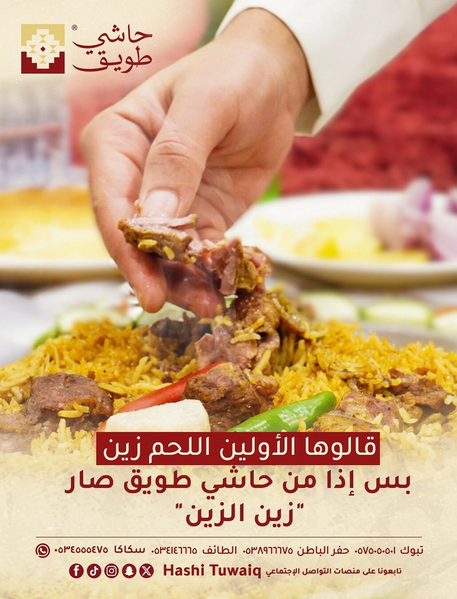 حاشي
طويق
®
قالوها الأولين اللحم زين
بس إذا من حاشي طويق صار
"زين الزين"
تبوك ٠٥٧٥٠٥٠٥٠١ حفر الباطن ٠٥٣٨٩٦٦٦٧٥ الطائف ٠٥٣٤١٤٦٦٦٥ سكاكا ٠٥٣٤٥٥٥٤٧٥
تابعونا على منصات التواصل الإجتماعي Hashi Tuwaiq